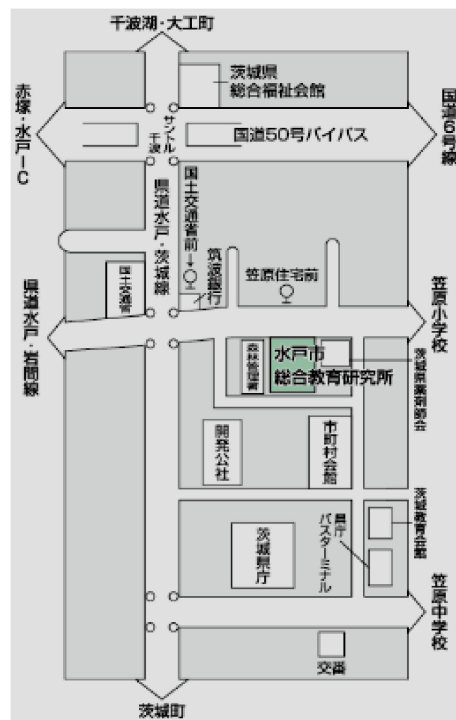 千波湖・大工町
茨城県
総合福祉会館
赤塚・水戸IC
国道6号線
サントル
千波
国道50号バイパス
県道水戸・茨城線
国土交通省前→
筑波銀行
笠原住宅前
国土交通省
県道水戸・岩間線
笠原小学校
森林管理署
水戸市
総合教育研究所
茨城県薬剤師会
開発公社
市町村会館
茨城県庁
県庁
バスターミナル
茨城教育会館
笠原中学校
交番
茨城町